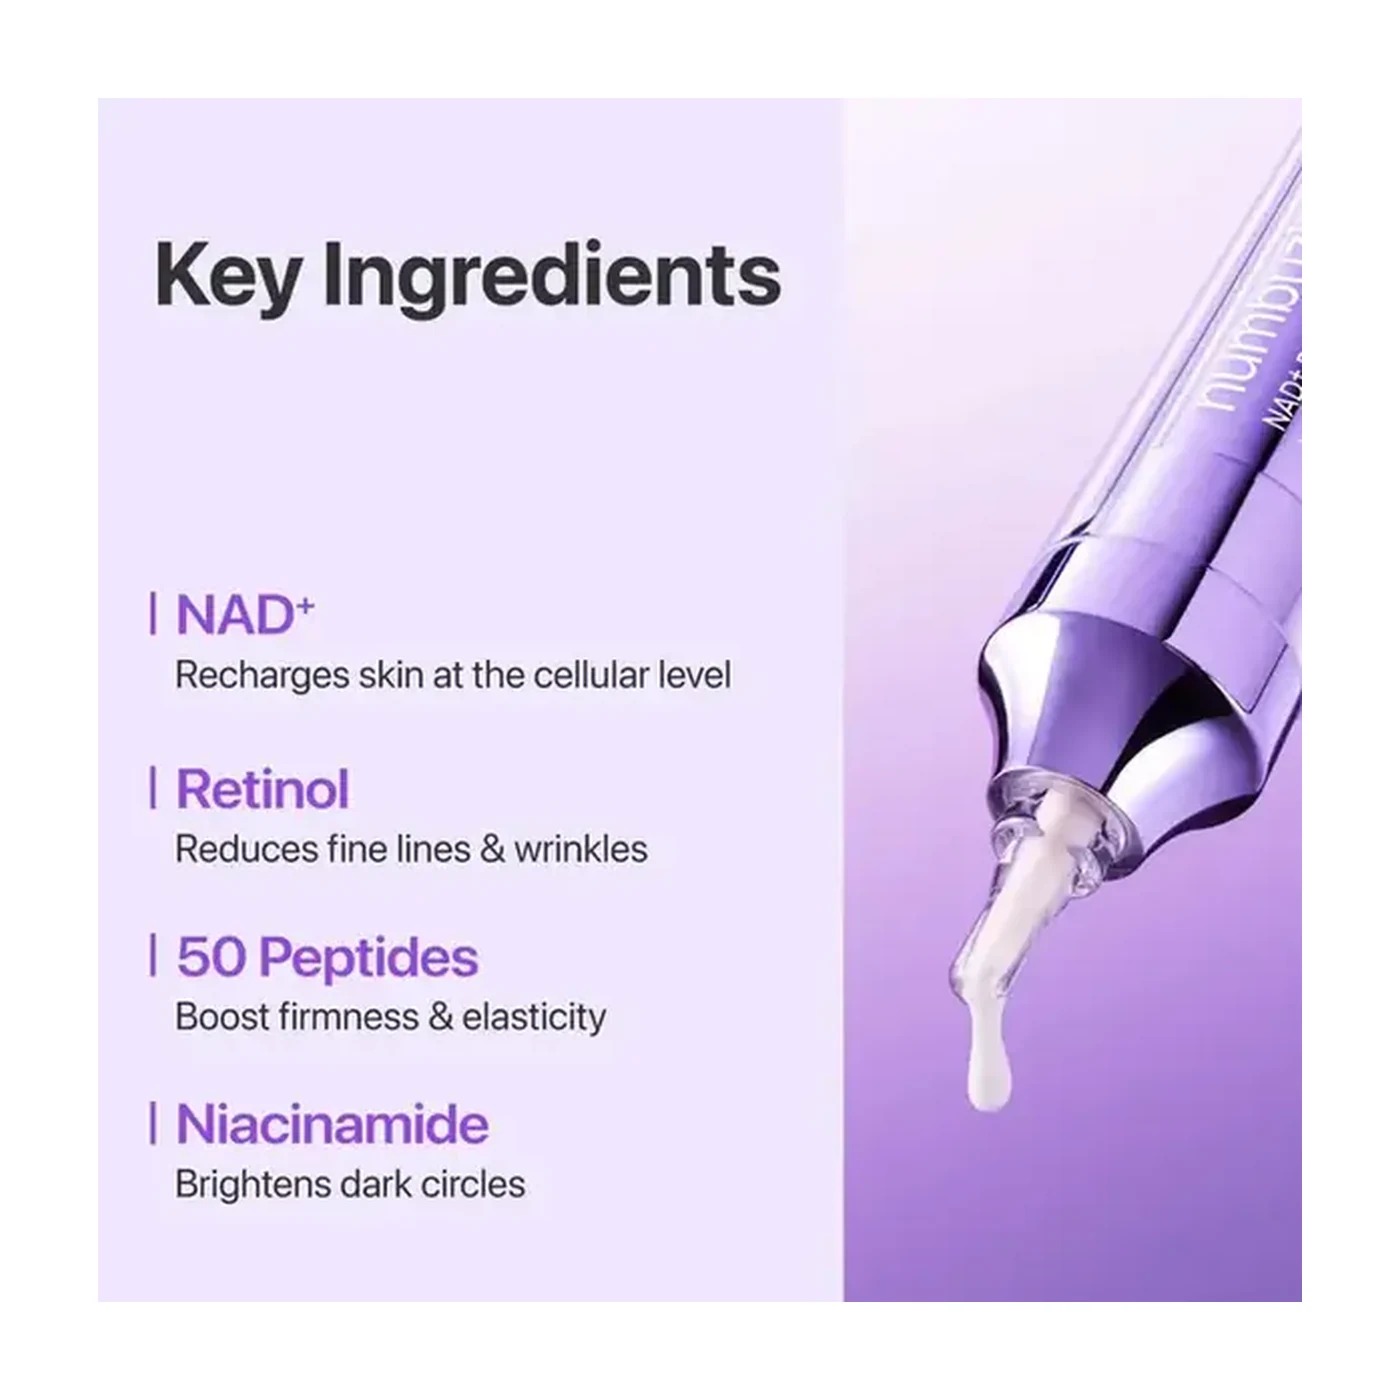 Key Ingredients
NAD+
Recharges skin at the cellular level
Retinol
Reduces fine lines & wrinkles
50 Peptides
Boost firmness & elasticity
Niacinamide
Brightens dark circles
NAD+